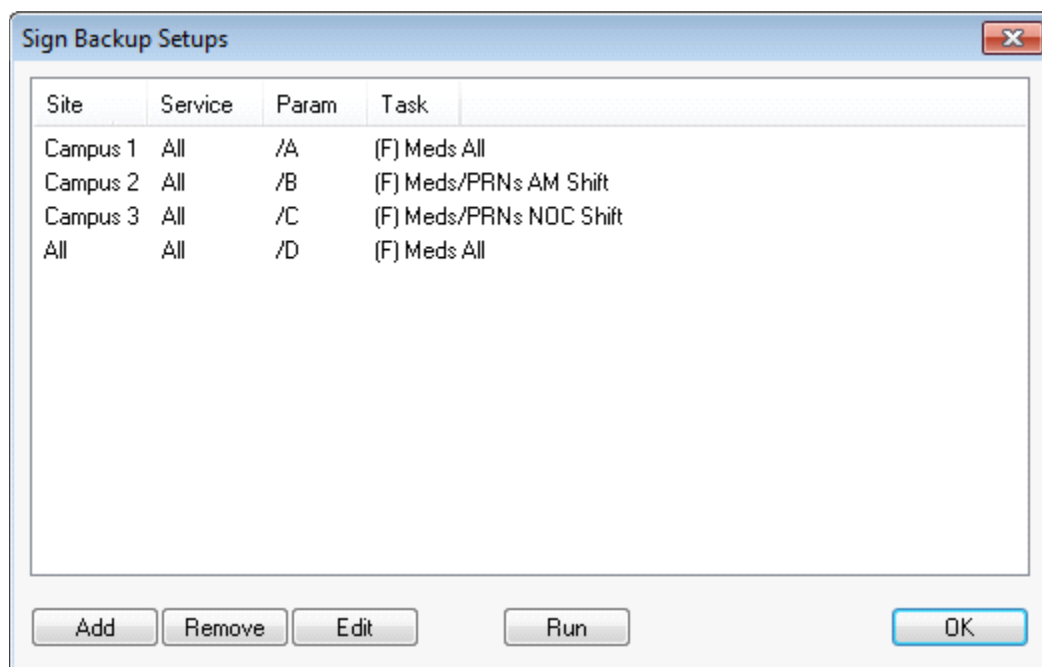 Sign Backup Setups
Site Service Param Task
Campus 1 All /A (F) Meds All
Campus 2 All /B (F) Meds/PRNs AM Shift
Campus 3 All /C (F) Meds/PRNs NOC Shift
All All /D (F) Meds All
Add Remove Edit Run OK